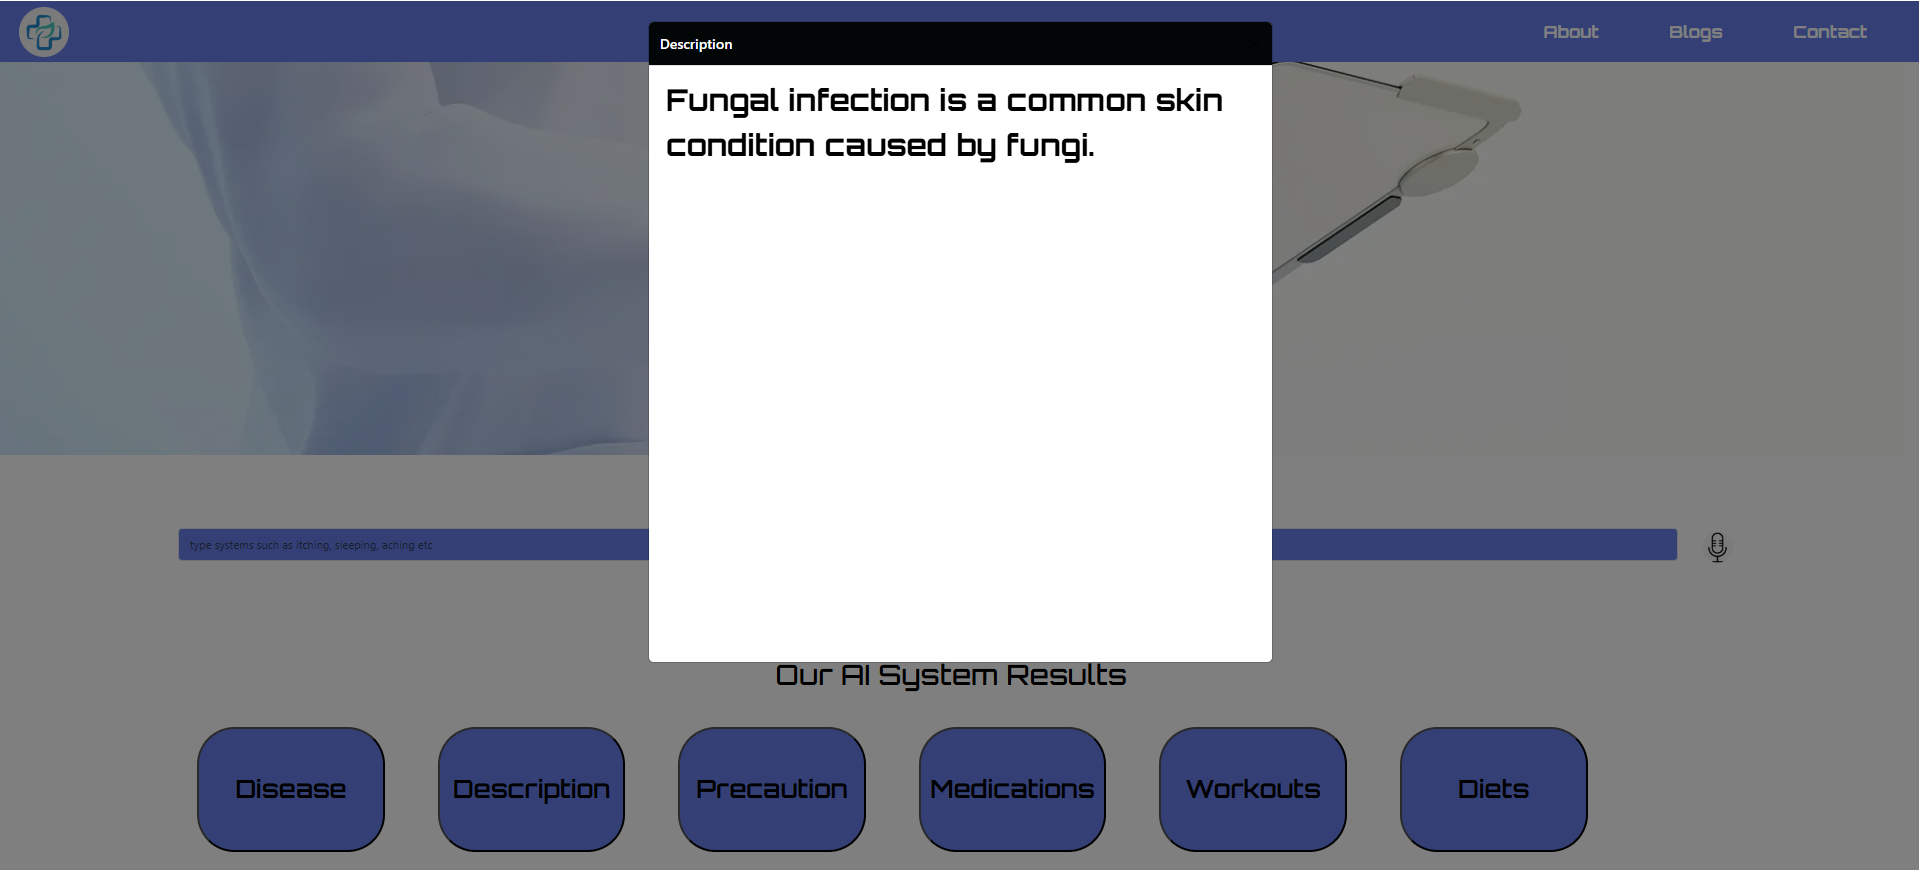 About Blogs Contact
Description
Fungal infection is a common skin
condition caused by fungi.
type systems such as itching, sleeping, aching etc
Our AI System Results
Disease
Description
Precaution
Medications
Workouts
Diets